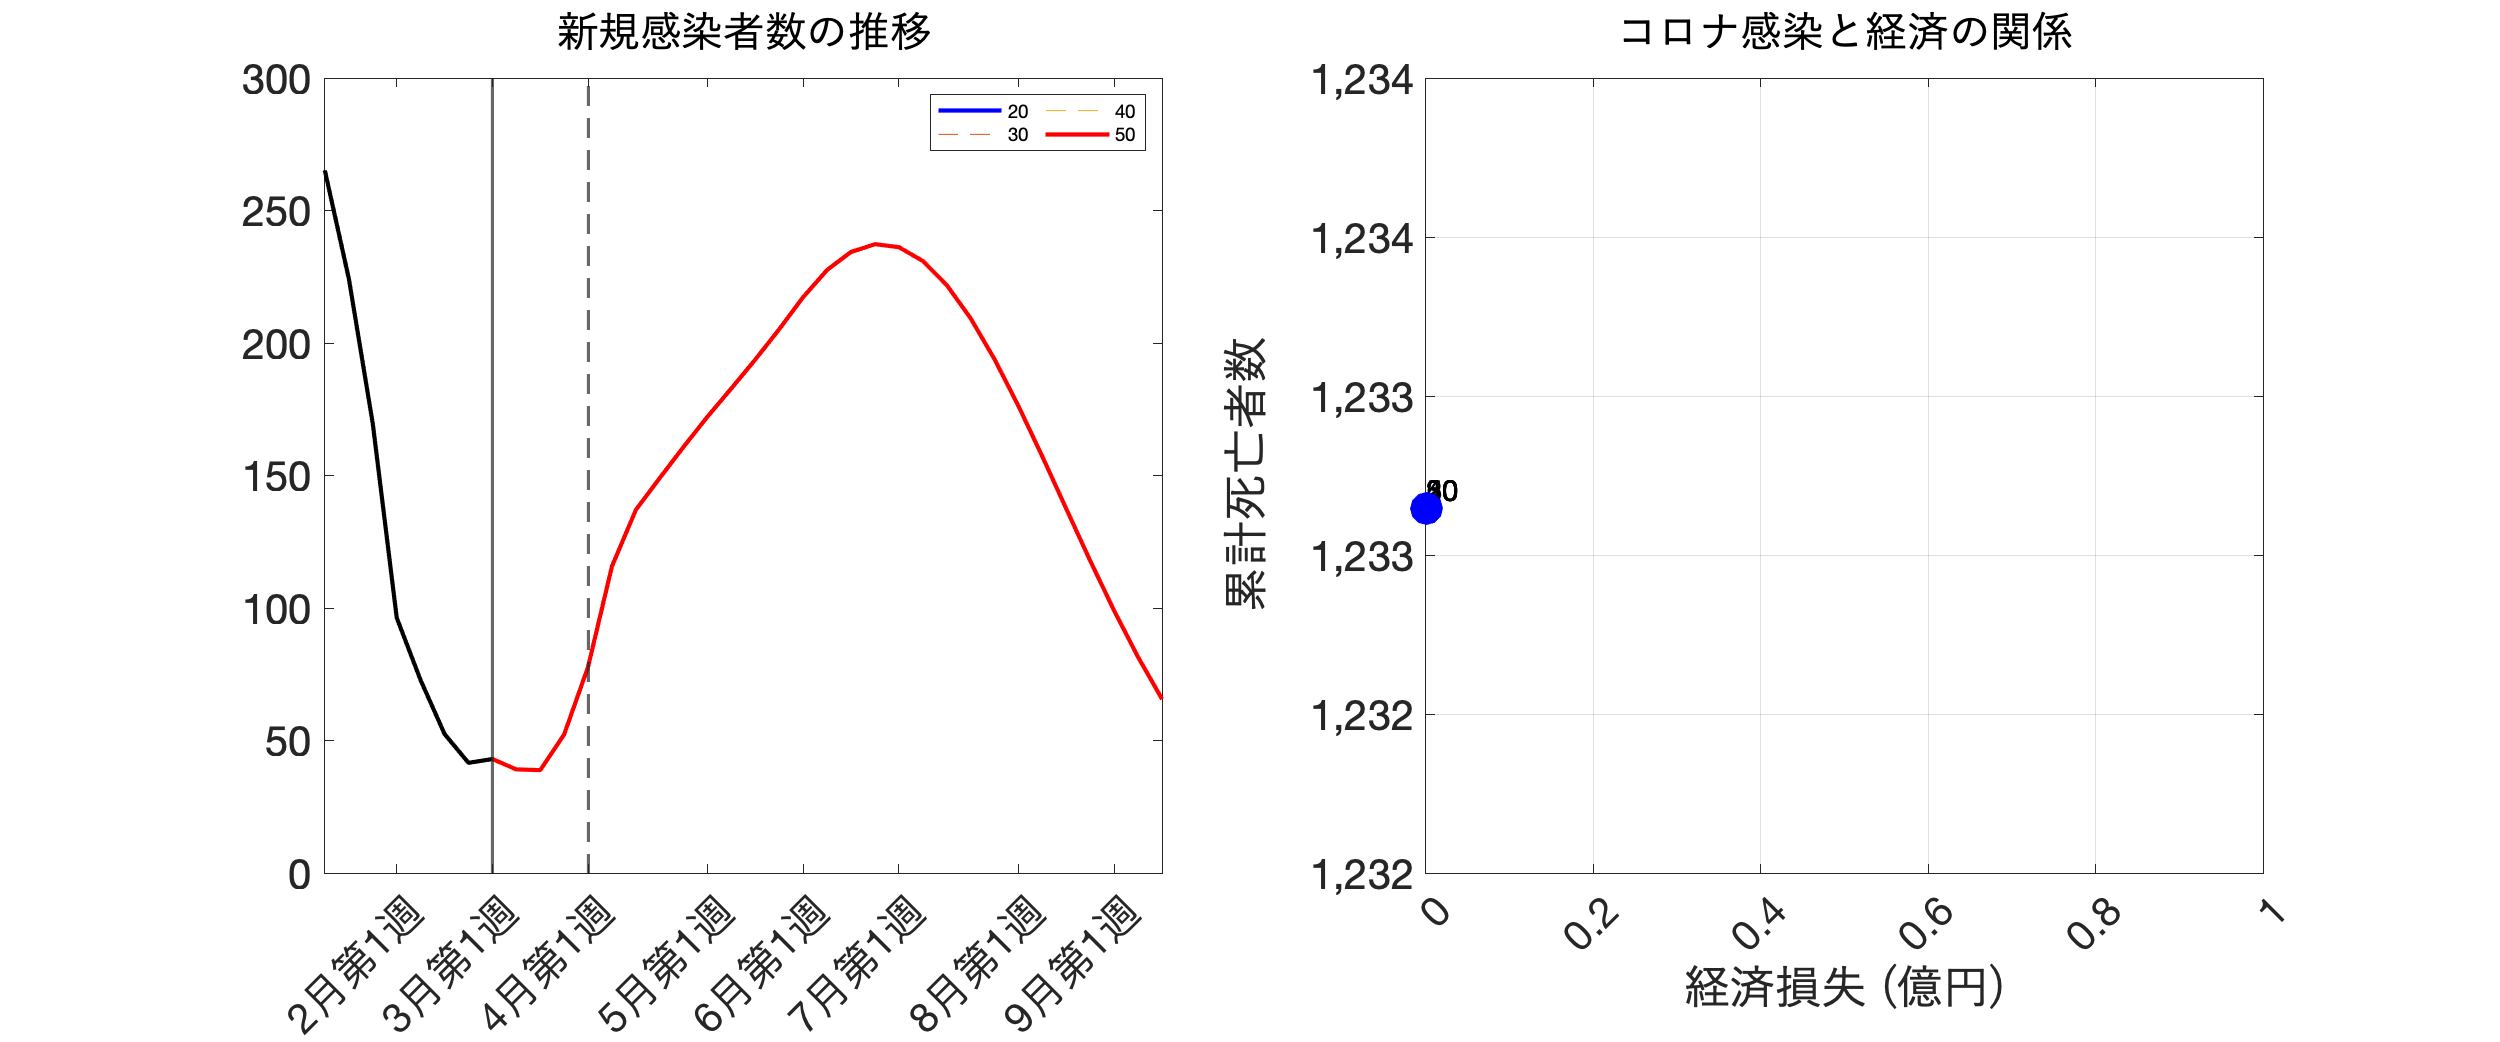 新規感染者数の推移
300
250
200
150
100
50
0
20
40
30
50
2月第1週
3月第1週
4月第1週
5月第1週
6月第1週
7月第1週
8月第1週
9月第1週
コロナ感染と経済の関係
累計死亡者数
1,234
1,234
1,233
1,233
1,232
1,232
0
0.2
0.4
0.6
0.8
1
経済損失 (億円)